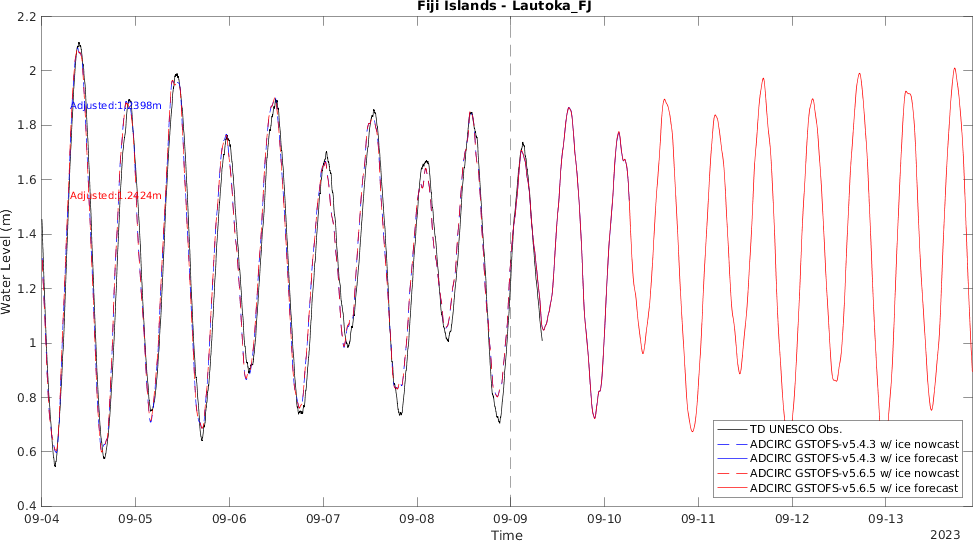 Fiji Islands - Lautoka_FJ
2.2
2
1.8
1.6
1.4
1.2
1
0.8
0.6
0.4
Water Level (m)
Adjusted:1.2398m
Adjusted:1.2424m
TD UNESCO Obs.
ADCIRC GSTOFS-v5.4.3 w/ ice nowcast
ADCIRC GSTOFS-v5.4.3 w/ ice forecast
ADCIRC GSTOFS-v5.6.5 w/ ice nowcast
ADCIRC GSTOFS-v5.6.5 w/ ice forecast
09-04 09-05 09-06 09-07 09-08 09-09 09-10 09-11 09-12 09-13
Time
2023